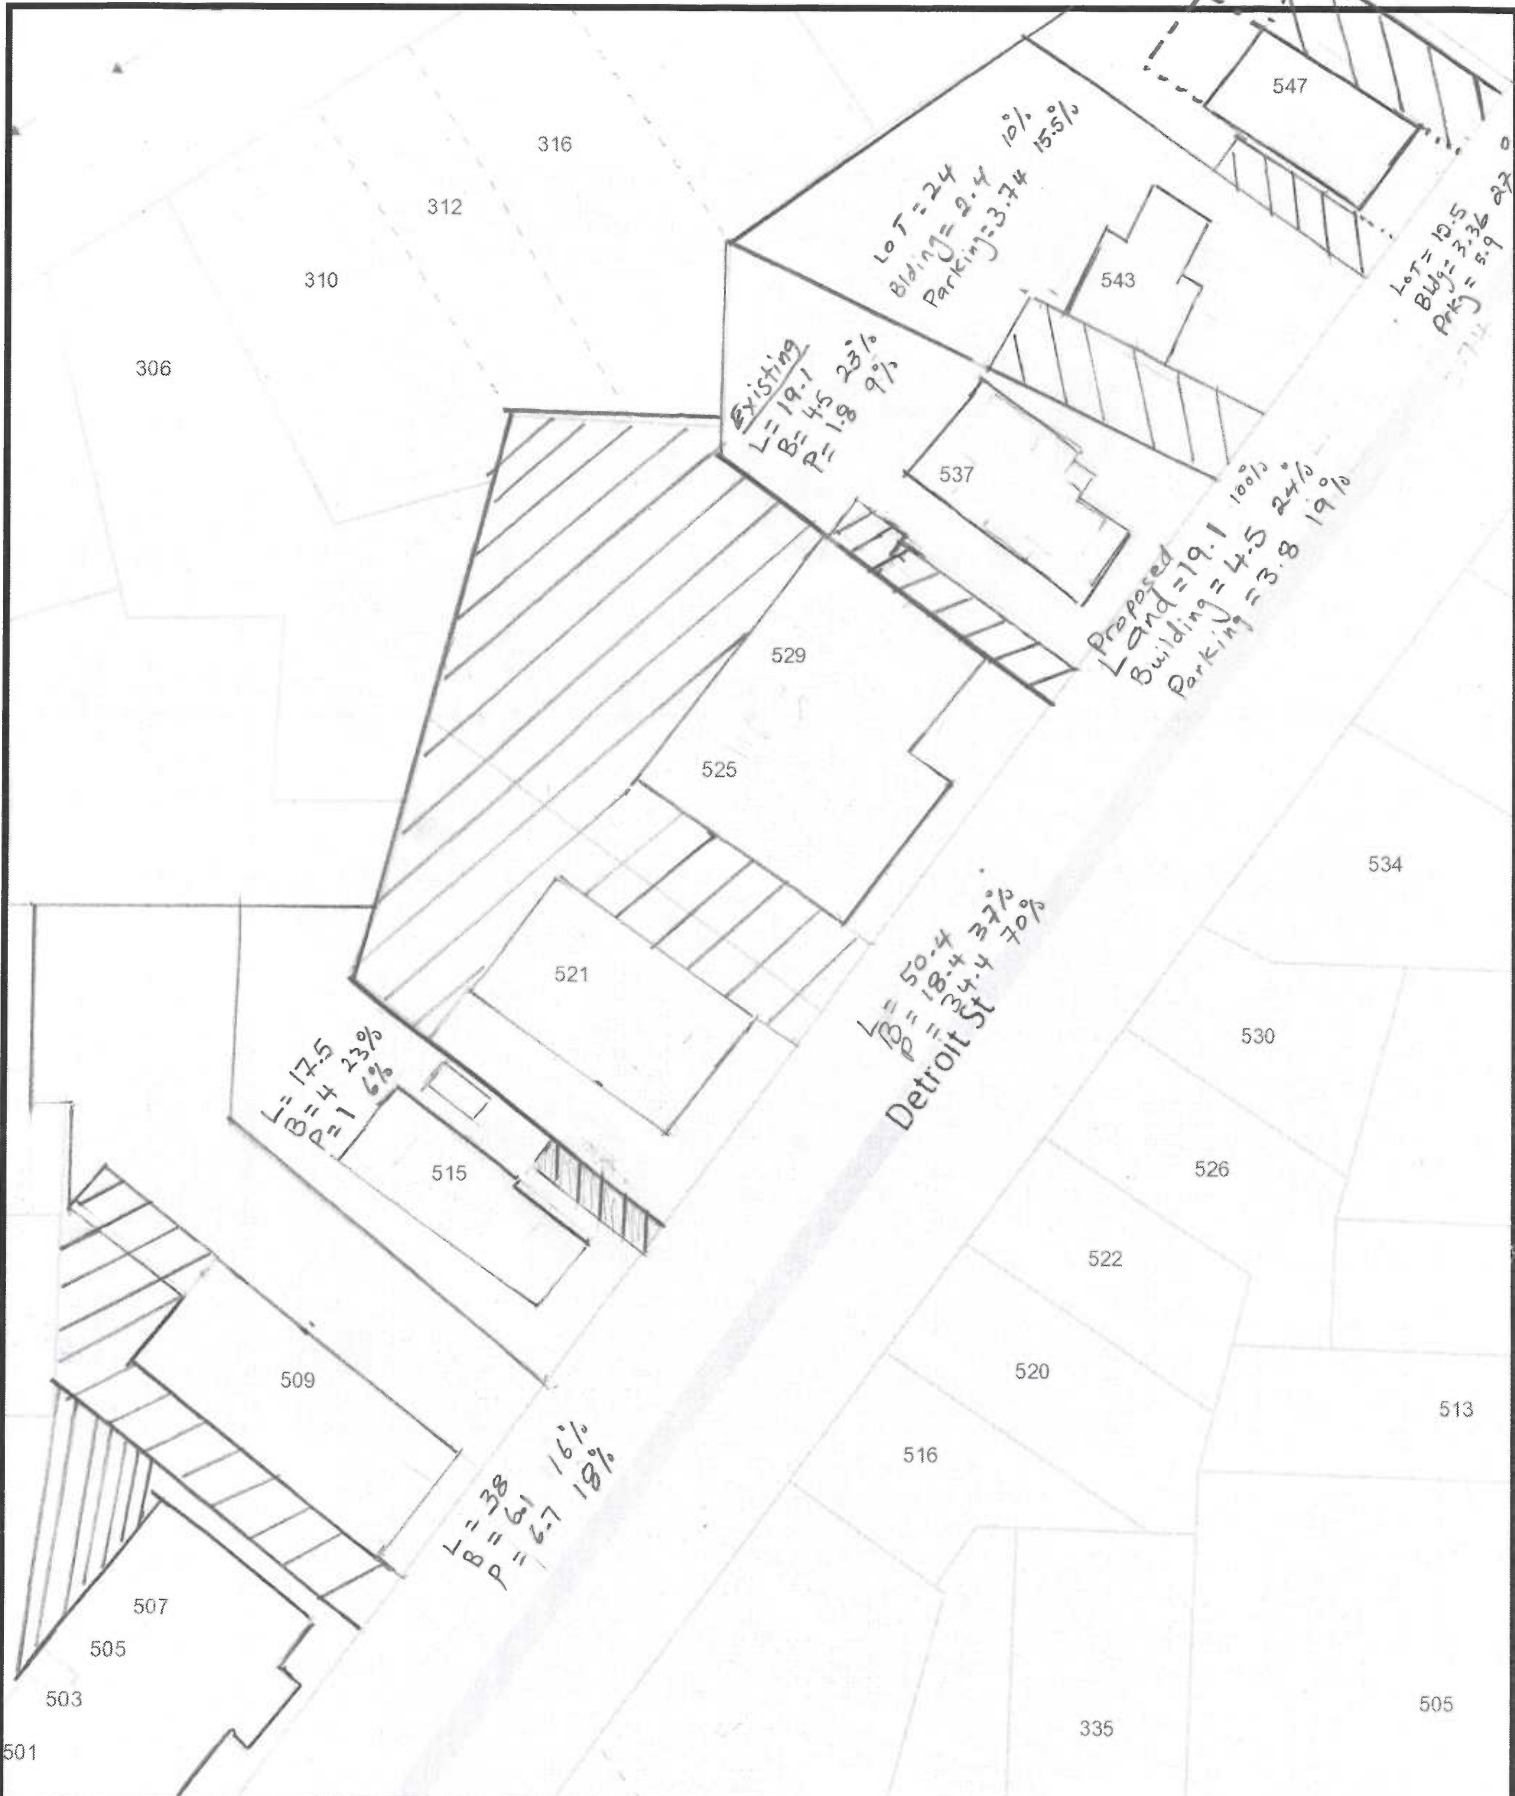 547
316
LOT = 24
Blding = 2.4 10%
Parking = 3.74 15.5%
312
543
310
LOT = 12.5
Bldg = 3.36 27
Prkg = 5.9
306
Existing
L = 19.1
B = 4.5 23%
P = 1.8 9%
537
Proposed
Land = 19.1 100%
Building = 4.5 24%
Parking = 3.8 19%
529
525
534
L = 50.4
B = 18.4 37%
P = 34.4 70%
Detroit St
521
530
L = 17.5
B = 4 23%
P = 1 6%
515
526
522
509
520
513
516
L = 38
B = 6.1 16%
P = 6.7 18%
507
505
503
501
335
505